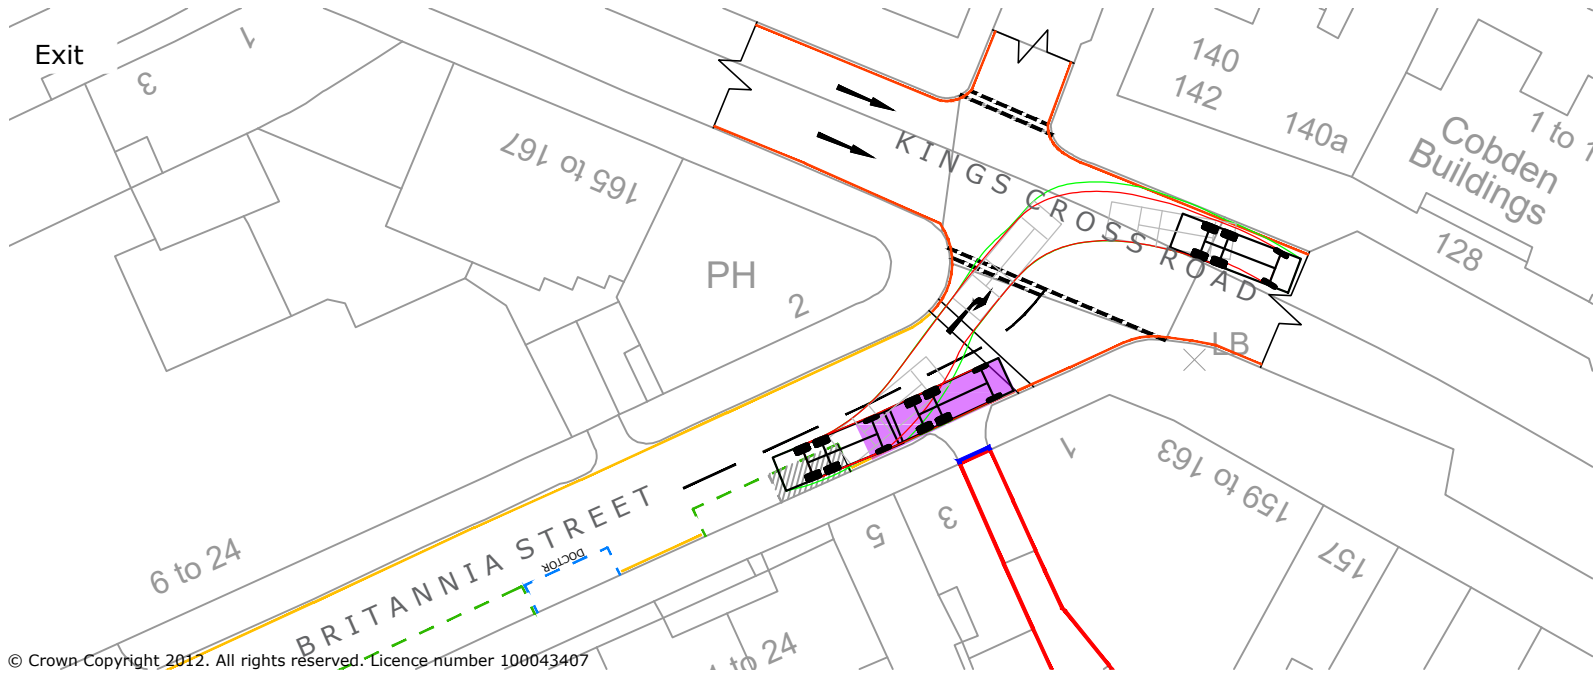 Exit
1
3
140
142
140a
1 to 1
Cobden
Buildings
128
165 to 167
KINGS CROSS ROAD
PH
2
LB
1
159 to 163
157
3
5
6 to 24
BRITANNIA STREET
DOCTOR
to 24
© Crown Copyright 2012. All rights reserved. Licence number 100043407